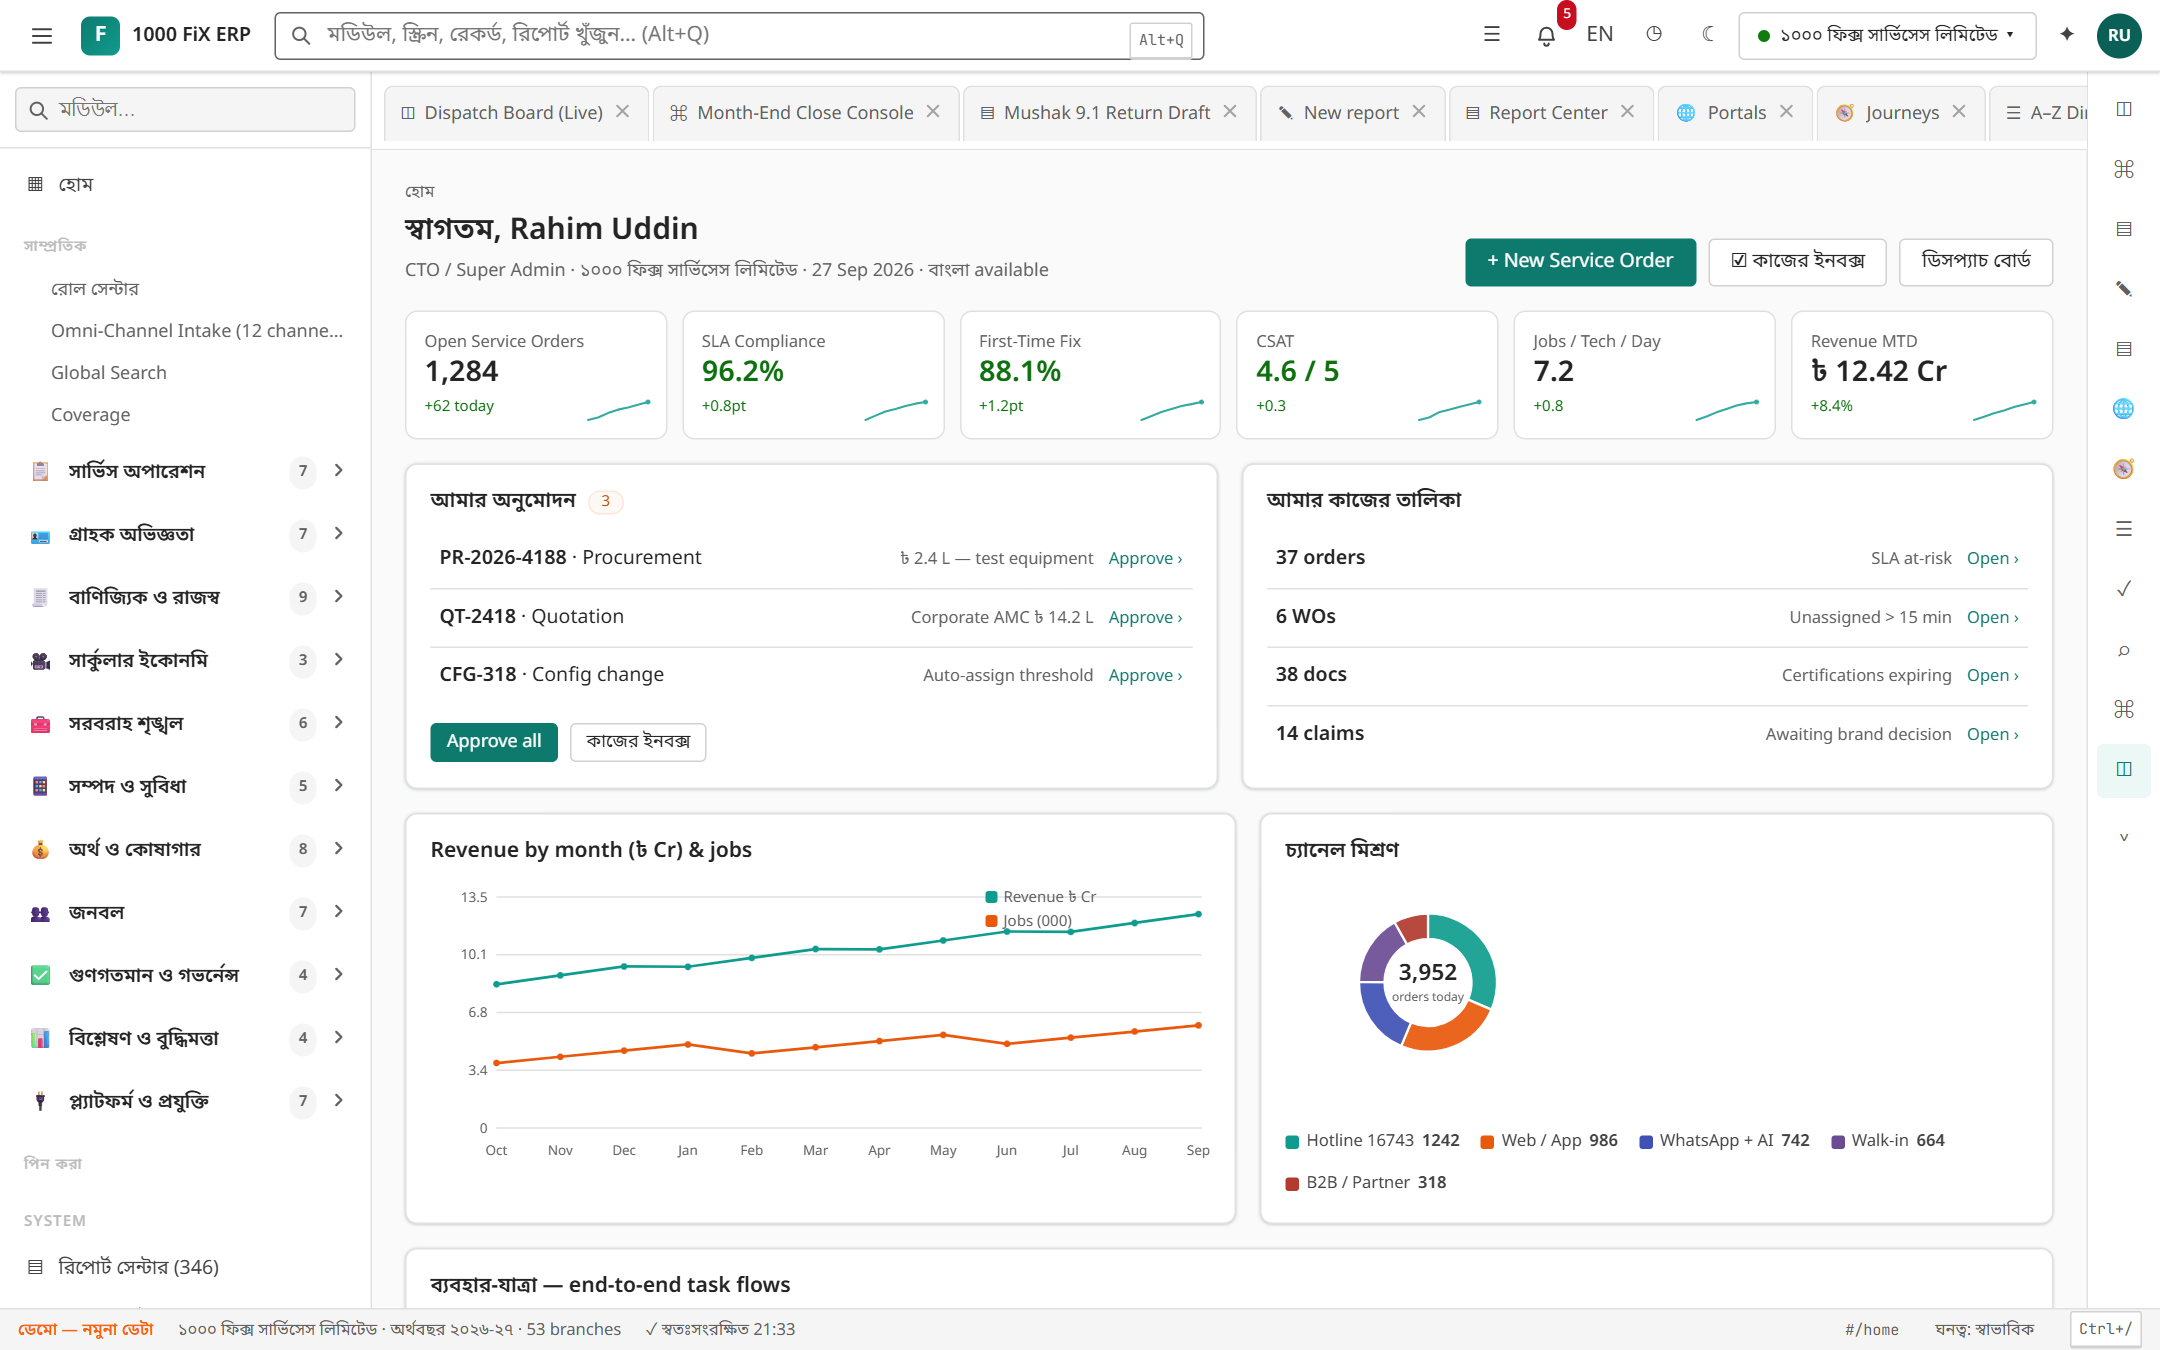 F 1000 FiX ERP মডিউল, স্ক্রিন, রেকর্ড, রিপোর্ট খুঁজুন... (Alt+Q) Alt+Q 5 EN ১০০০ ফিক্স সার্ভিসেস লিমিটেড RU
মডিউল...
Dispatch Board (Live) Month-End Close Console Mushak 9.1 Return Draft New report Report Center Portals Journeys A–Z Di
হোম
সাম্প্রতিক
রোল সেন্টার
Omni-Channel Intake (12 channe...
Global Search
Coverage
সার্ভিস অপারেশন 7
গ্রাহক অভিজ্ঞতা 7
বাণিজ্যিক ও রাজস্ব 9
সার্কুলার ইকোনমি 3
সরবরাহ শৃঙ্খল 6
সম্পদ ও সুবিধা 5
অর্থ ও কোষাগার 8
জনবল 7
গুণগতমান ও গভর্নেন্স 4
বিশ্লেষণ ও বুদ্ধিমত্তা 4
প্ল্যাটফর্ম ও প্রযুক্তি 7
পিন করা
SYSTEM
রিপোর্ট সেন্টার (346)
হোম
স্বাগতম, Rahim Uddin
CTO / Super Admin · ১০০০ ফিক্স সার্ভিসেস লিমিটেড · 27 Sep 2026 · বাংলা available
+ New Service Order কাজের ইনবক্স ডিসপ্যাচ বোর্ড
Open Service Orders
1,284
+62 today
SLA Compliance
96.2%
+0.8pt
First-Time Fix
88.1%
+1.2pt
CSAT
4.6 / 5
+0.3
Jobs / Tech / Day
7.2
+0.8
Revenue MTD
৳ 12.42 Cr
+8.4%
আমার অনুমোদন 3
PR-2026-4188 · Procurement ৳ 2.4 L — test equipment Approve ›
QT-2418 · Quotation Corporate AMC ৳ 14.2 L Approve ›
CFG-318 · Config change Auto-assign threshold Approve ›
Approve all কাজের ইনবক্স
আমার কাজের তালিকা
37 orders SLA at-risk Open ›
6 WOs Unassigned > 15 min Open ›
38 docs Certifications expiring Open ›
14 claims Awaiting brand decision Open ›
Revenue by month (৳ Cr) & jobs
Revenue ৳ Cr
Jobs (000)
13.5
10.1
6.8
3.4
0
Oct Nov Dec Jan Feb Mar Apr May Jun Jul Aug Sep
চ্যানেল মিশ্রণ
3,952
orders today
Hotline 16743 1242 Web / App 986 WhatsApp + AI 742 Walk-in 664
B2B / Partner 318
ব্যবহার-যাত্রা — end-to-end task flows
ডেমো — নমুনা ডেটা ১০০০ ফিক্স সার্ভিসেস লিমিটেড · অর্থবছর ২০২৬-২৭ · 53 branches ✓ স্বতঃসংরক্ষিত 21:33 #/home ঘনত্ব: স্বাভাবিক Ctrl+/